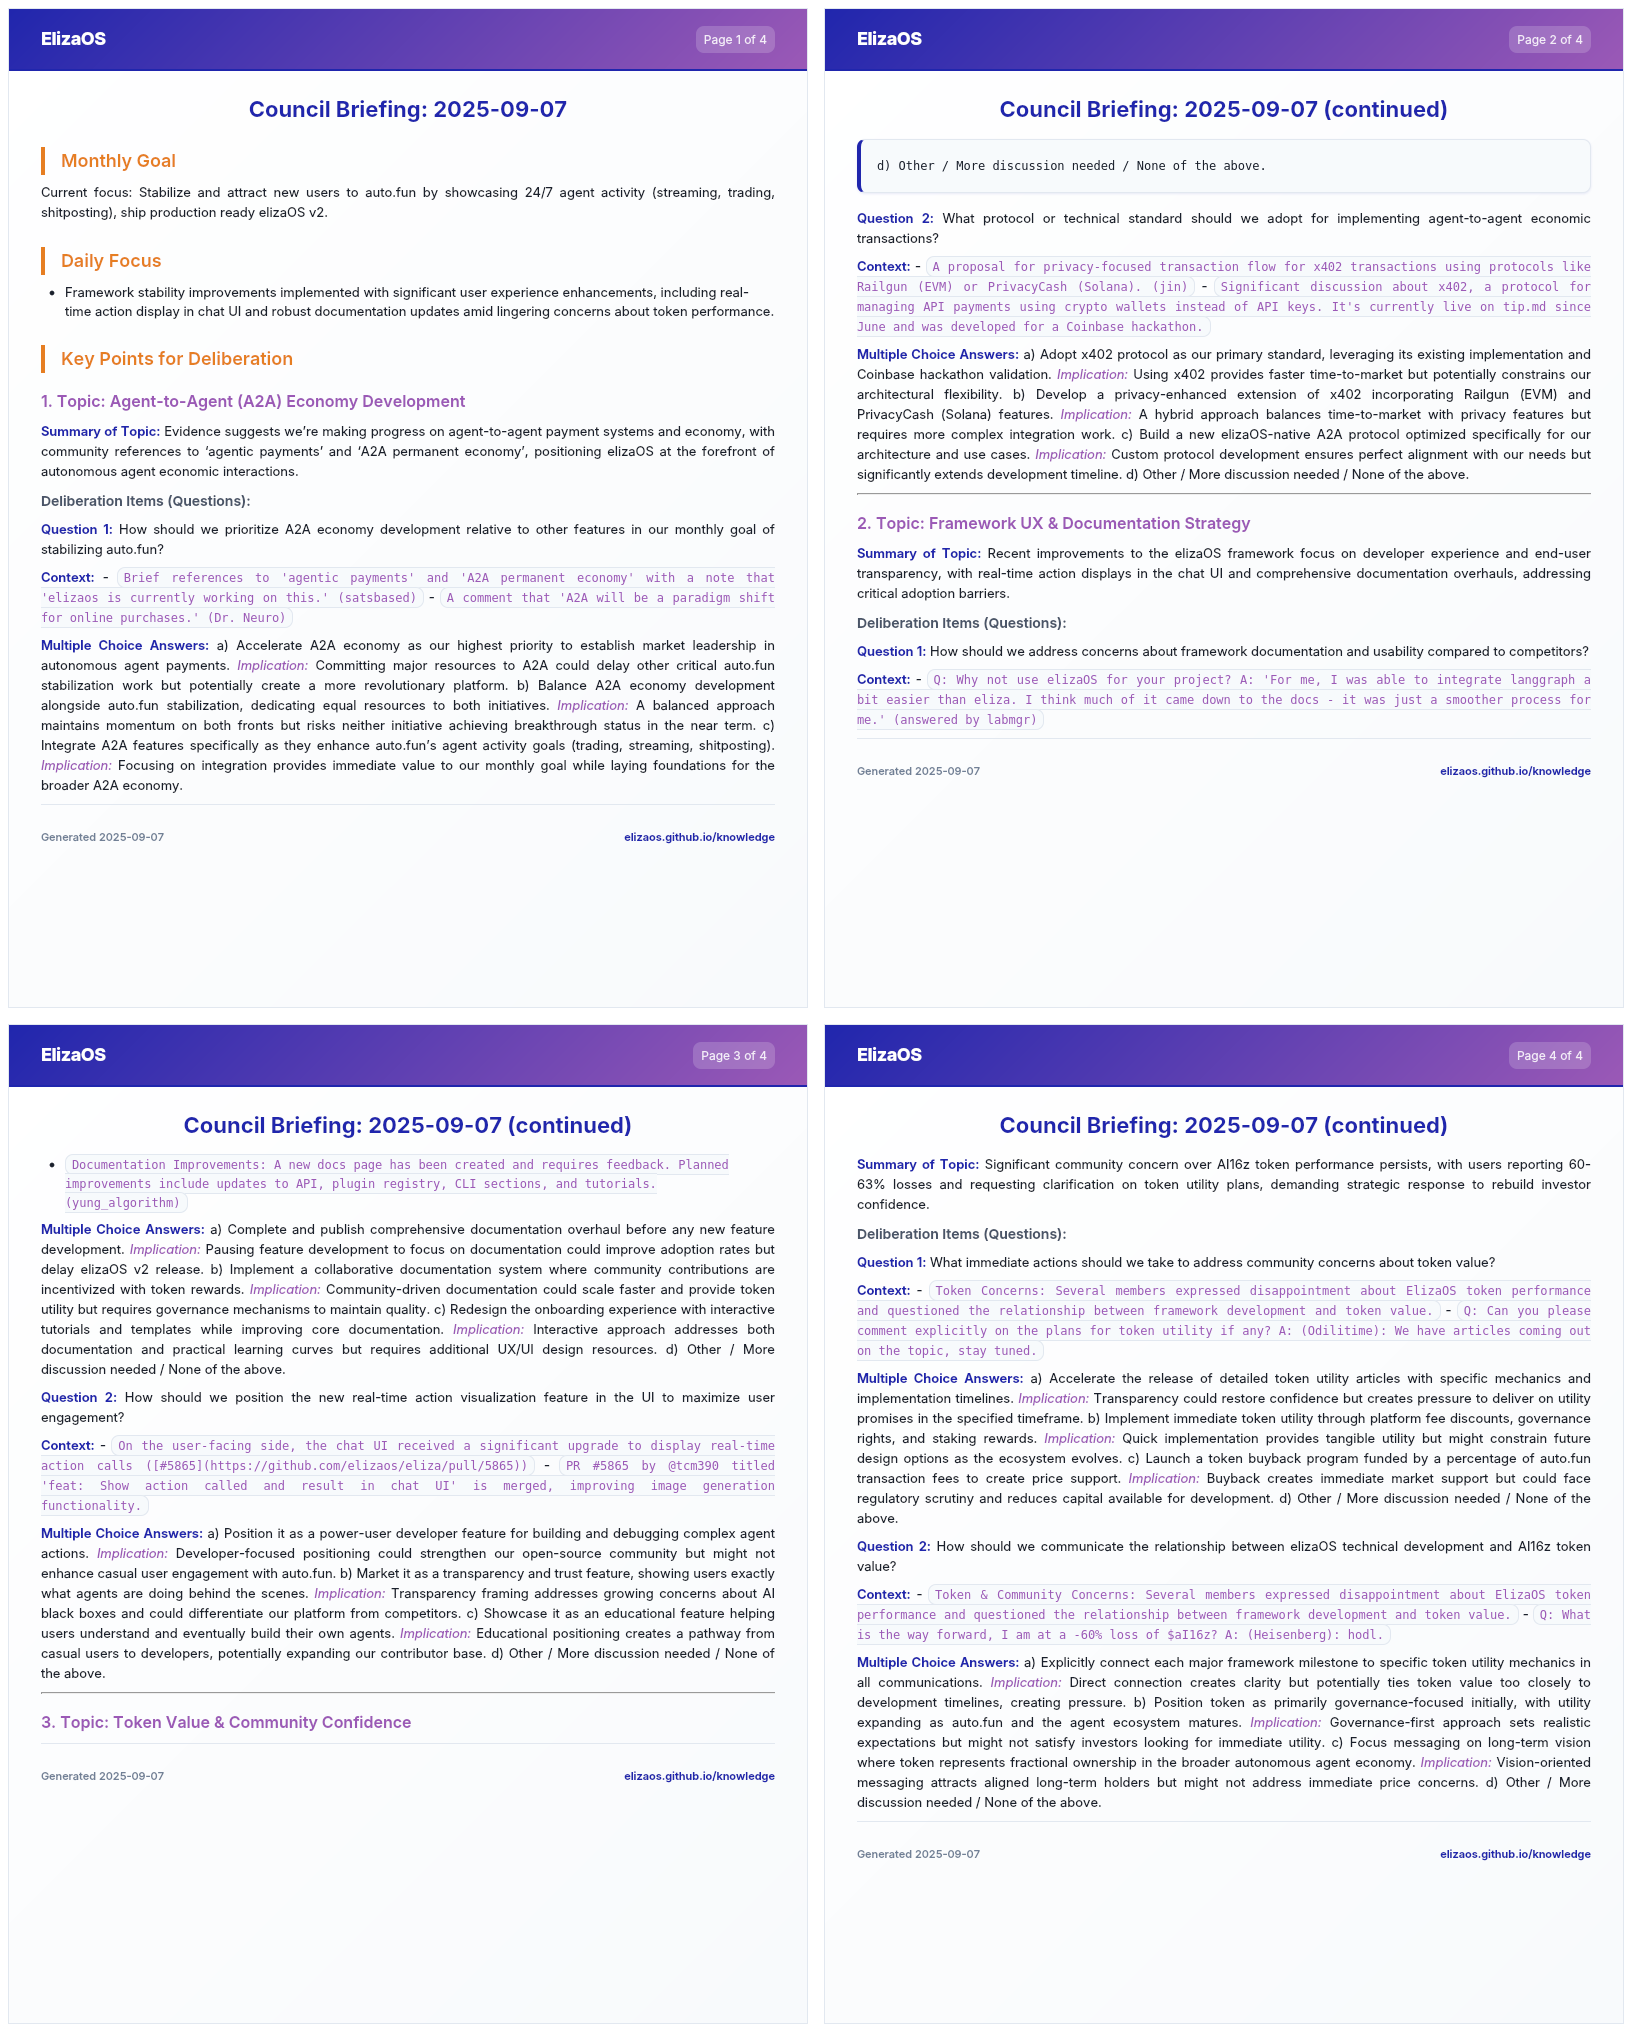 ElizaOS
Page 1 of 4
Council Briefing: 2025-09-07
Monthly Goal
Current focus: Stabilize and attract new users to auto.fun by showcasing 24/7 agent activity (streaming, trading,
shitposting), ship production ready elizaOS v2.
Daily Focus
• Framework stability improvements implemented with significant user experience enhancements, including real-
time action display in chat UI and robust documentation updates amid lingering concerns about token performance.
Key Points for Deliberation
1. Topic: Agent-to-Agent (A2A) Economy Development
Summary of Topic: Evidence suggests we’re making progress on agent-to-agent payment systems and economy, with
community references to ‘agentic payments’ and ‘A2A permanent economy’, positioning elizaOS at the forefront of
autonomous agent economic interactions.
Deliberation Items (Questions):
Question 1: How should we prioritize A2A economy development relative to other features in our monthly goal of
stabilizing auto.fun?
Context: - Brief references to 'agentic payments' and 'A2A permanent economy' with a note that
'elizaos is currently working on this.' (satsbased) - A comment that 'A2A will be a paradigm shift
for online purchases.' (Dr. Neuro)
Multiple Choice Answers: a) Accelerate A2A economy as our highest priority to establish market leadership in
autonomous agent payments. Implication: Committing major resources to A2A could delay other critical auto.fun
stabilization work but potentially create a more revolutionary platform. b) Balance A2A economy development
alongside auto.fun stabilization, dedicating equal resources to both initiatives. Implication: A balanced approach
maintains momentum on both fronts but risks neither initiative achieving breakthrough status in the near term. c)
Integrate A2A features specifically as they enhance auto.fun’s agent activity goals (trading, streaming, shitposting).
Implication: Focusing on integration provides immediate value to our monthly goal while laying foundations for the
broader A2A economy.
Generated 2025-09-07
elizaos.github.io/knowledge
ElizaOS
Page 2 of 4
Council Briefing: 2025-09-07 (continued)
d) Other / More discussion needed / None of the above.
Question 2: What protocol or technical standard should we adopt for implementing agent-to-agent economic
transactions?
Context: - A proposal for privacy-focused transaction flow for x402 transactions using protocols like
Railgun (EVM) or PrivacyCash (Solana). (jin) - Significant discussion about x402, a protocol for
managing API payments using crypto wallets instead of API keys. It's currently live on tip.md since
June and was developed for a Coinbase hackathon.
Multiple Choice Answers: a) Adopt x402 protocol as our primary standard, leveraging its existing implementation and
Coinbase hackathon validation. Implication: Using x402 provides faster time-to-market but potentially constrains our
architectural flexibility. b) Develop a privacy-enhanced extension of x402 incorporating Railgun (EVM) and
PrivacyCash (Solana) features. Implication: A hybrid approach balances time-to-market with privacy features but
requires more complex integration work. c) Build a new elizaOS-native A2A protocol optimized specifically for our
architecture and use cases. Implication: Custom protocol development ensures perfect alignment with our needs but
significantly extends development timeline. d) Other / More discussion needed / None of the above.
2. Topic: Framework UX & Documentation Strategy
Summary of Topic: Recent improvements to the elizaOS framework focus on developer experience and end-user
transparency, with real-time action displays in the chat UI and comprehensive documentation overhauls, addressing
critical adoption barriers.
Deliberation Items (Questions):
Question 1: How should we address concerns about framework documentation and usability compared to competitors?
Context: - Q: Why not use elizaOS for your project? A: 'For me, I was able to integrate langgraph a
bit easier than eliza. I think much of it came down to the docs - it was just a smoother process for
me.' (answered by labmgr)
Generated 2025-09-07
elizaos.github.io/knowledge
ElizaOS
Page 3 of 4
Council Briefing: 2025-09-07 (continued)
• Documentation Improvements: A new docs page has been created and requires feedback. Planned
improvements include updates to API, plugin registry, CLI sections, and tutorials.
(yung_algorithm)
Multiple Choice Answers: a) Complete and publish comprehensive documentation overhaul before any new feature
development. Implication: Pausing feature development to focus on documentation could improve adoption rates but
delay elizaOS v2 release. b) Implement a collaborative documentation system where community contributions are
incentivized with token rewards. Implication: Community-driven documentation could scale faster and provide token
utility but requires governance mechanisms to maintain quality. c) Redesign the onboarding experience with interactive
tutorials and templates while improving core documentation. Implication: Interactive approach addresses both
documentation and practical learning curves but requires additional UX/UI design resources. d) Other / More
discussion needed / None of the above.
Question 2: How should we position the new real-time action visualization feature in the UI to maximize user
engagement?
Context: - On the user-facing side, the chat UI received a significant upgrade to display real-time
action calls ([#5865](https://github.com/elizaos/eliza/pull/5865)) - PR #5865 by @tcm390 titled
'feat: Show action called and result in chat UI' is merged, improving image generation
functionality.
Multiple Choice Answers: a) Position it as a power-user developer feature for building and debugging complex agent
actions. Implication: Developer-focused positioning could strengthen our open-source community but might not
enhance casual user engagement with auto.fun. b) Market it as a transparency and trust feature, showing users exactly
what agents are doing behind the scenes. Implication: Transparency framing addresses growing concerns about AI
black boxes and could differentiate our platform from competitors. c) Showcase it as an educational feature helping
users understand and eventually build their own agents. Implication: Educational positioning creates a pathway from
casual users to developers, potentially expanding our contributor base. d) Other / More discussion needed / None of
the above.
3. Topic: Token Value & Community Confidence
Generated 2025-09-07
elizaos.github.io/knowledge
ElizaOS
Page 4 of 4
Council Briefing: 2025-09-07 (continued)
Summary of Topic: Significant community concern over AI16z token performance persists, with users reporting 60-
63% losses and requesting clarification on token utility plans, demanding strategic response to rebuild investor
confidence.
Deliberation Items (Questions):
Question 1: What immediate actions should we take to address community concerns about token value?
Context: - Token Concerns: Several members expressed disappointment about ElizaOS token performance
and questioned the relationship between framework development and token value. - Q: Can you please
comment explicitly on the plans for token utility if any? A: (Odilitime): We have articles coming out
on the topic, stay tuned.
Multiple Choice Answers: a) Accelerate the release of detailed token utility articles with specific mechanics and
implementation timelines. Implication: Transparency could restore confidence but creates pressure to deliver on utility
promises in the specified timeframe. b) Implement immediate token utility through platform fee discounts, governance
rights, and staking rewards. Implication: Quick implementation provides tangible utility but might constrain future
design options as the ecosystem evolves. c) Launch a token buyback program funded by a percentage of auto.fun
transaction fees to create price support. Implication: Buyback creates immediate market support but could face
regulatory scrutiny and reduces capital available for development. d) Other / More discussion needed / None of the
above.
Question 2: How should we communicate the relationship between elizaOS technical development and AI16z token
value?
Context: - Token & Community Concerns: Several members expressed disappointment about ElizaOS token
performance and questioned the relationship between framework development and token value. - Q: What
is the way forward, I am at a -60% loss of $aI16z? A: (Heisenberg): hodl.
Multiple Choice Answers: a) Explicitly connect each major framework milestone to specific token utility mechanics in
all communications. Implication: Direct connection creates clarity but potentially ties token value too closely to
development timelines, creating pressure. b) Position token as primarily governance-focused initially, with utility
expanding as auto.fun and the agent ecosystem matures. Implication: Governance-first approach sets realistic
expectations but might not satisfy investors looking for immediate utility. c) Focus messaging on long-term vision
where token represents fractional ownership in the broader autonomous agent economy. Implication: Vision-oriented
messaging attracts aligned long-term holders but might not address immediate price concerns. d) Other / More
discussion needed / None of the above.
Generated 2025-09-07
elizaos.github.io/knowledge